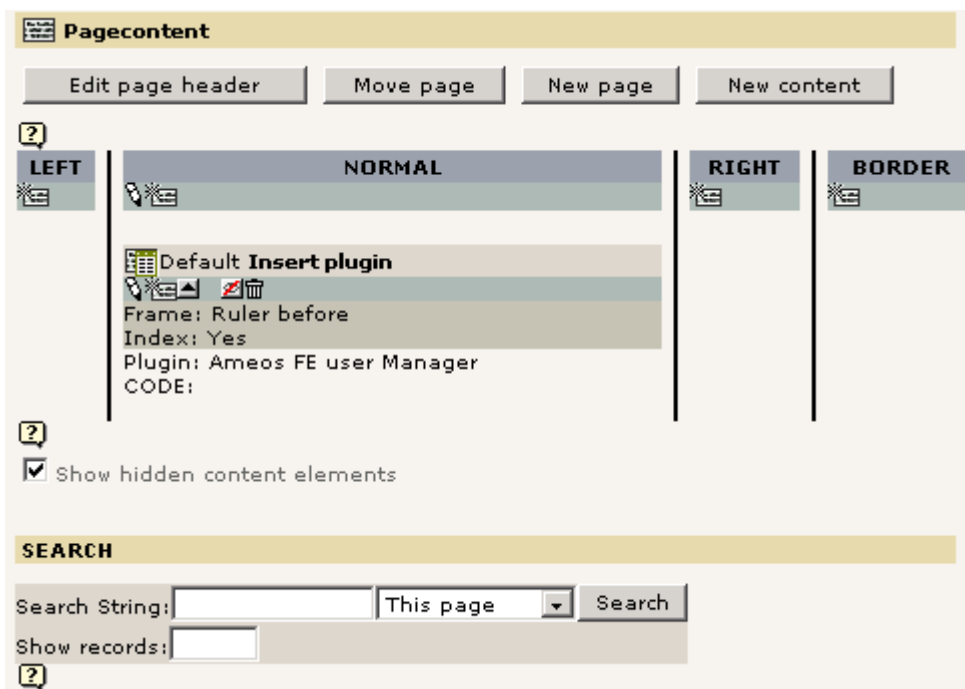 Pagecontent
Edit page header Move page New page New content
?
LEFT NORMAL RIGHT BORDER
Default Insert plugin
Frame: Ruler before
Index: Yes
Plugin: Ameos FE user Manager
CODE:
?
Show hidden content elements
SEARCH
Search String: This page Search
Show records:
?